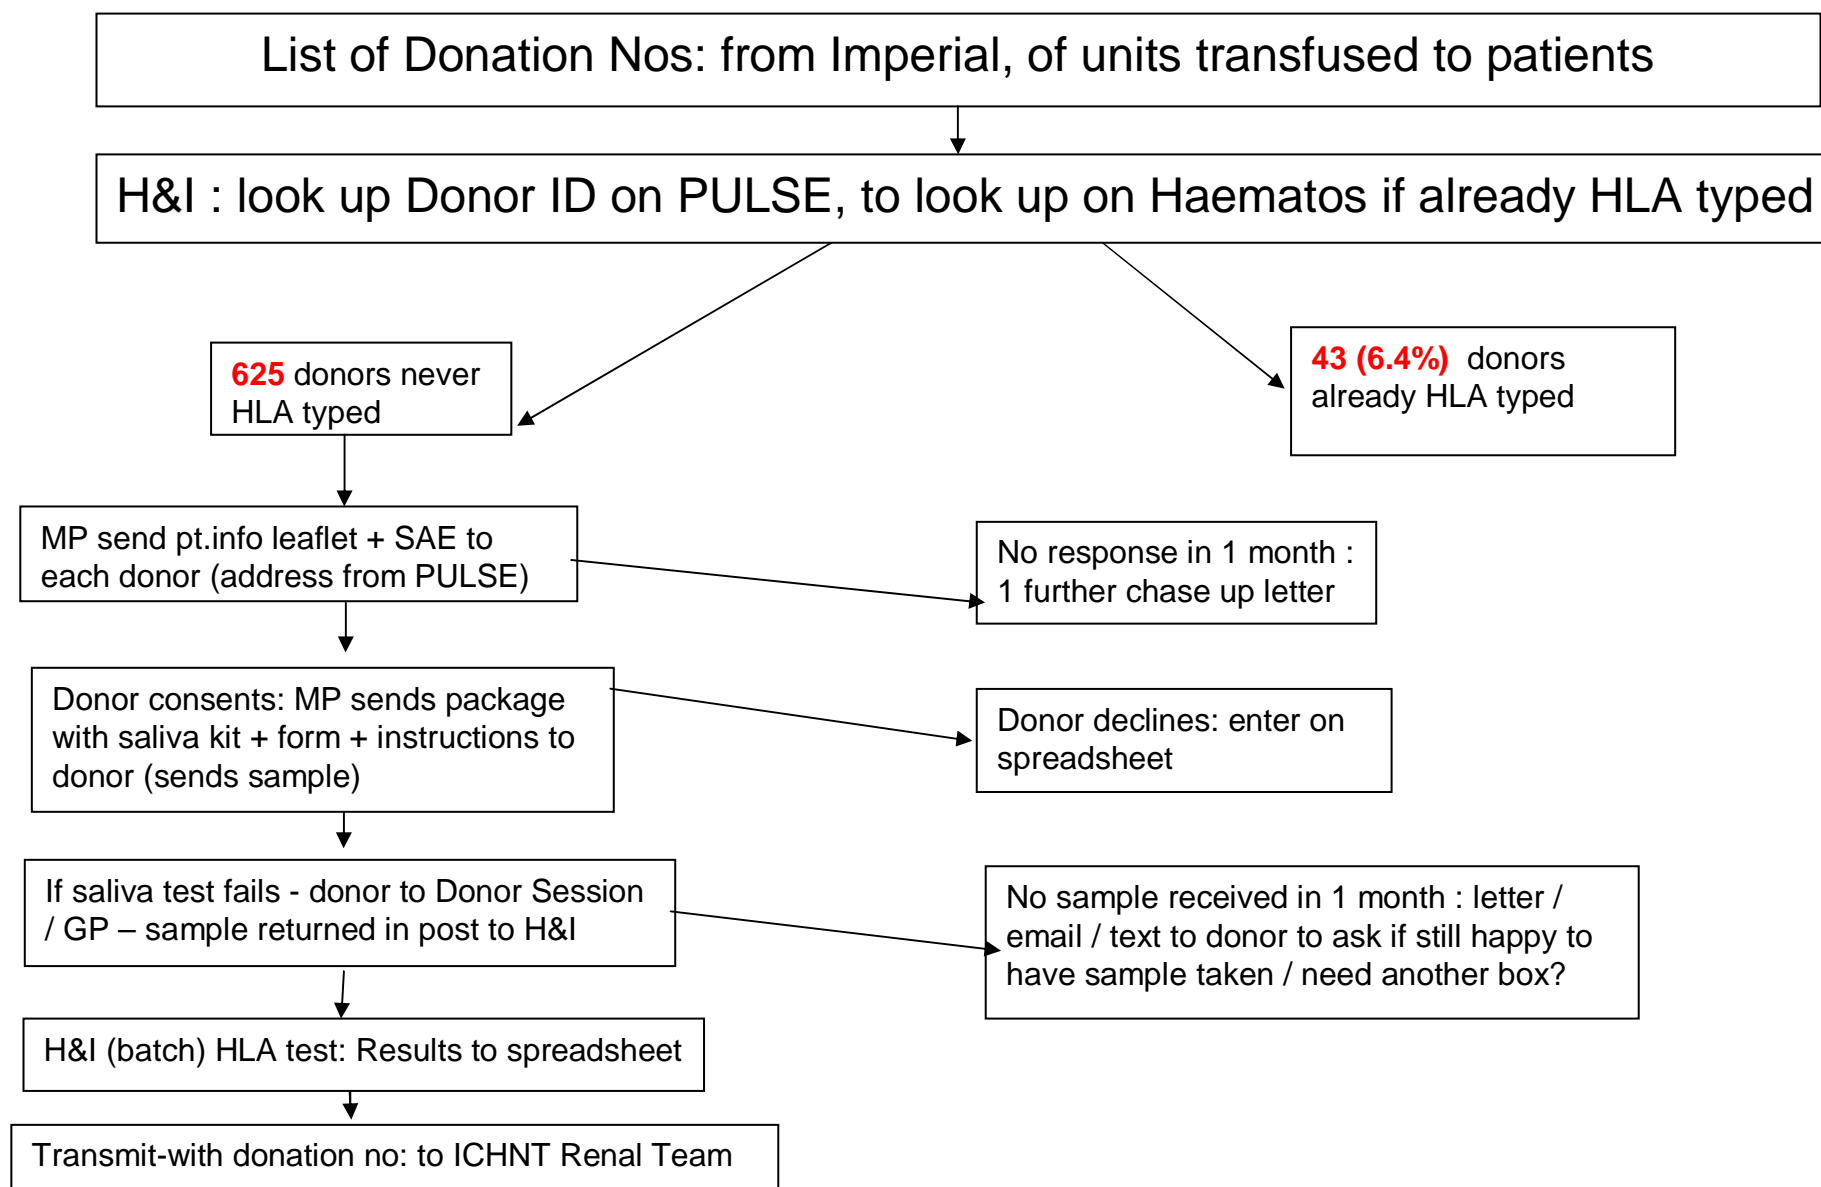 List of Donation Nos: from Imperial, of units transfused to patients
H&I : look up Donor ID on PULSE, to look up on Haematos if already HLA typed
625 donors never
HLA typed
43 (6.4%) donors
already HLA typed
MP send pt.info leaflet + SAE to
each donor (address from PULSE)
No response in 1 month :
1 further chase up letter
Donor consents: MP sends package
with saliva kit + form + instructions to
donor (sends sample)
Donor declines: enter on
spreadsheet
If saliva test fails - donor to Donor Session
/ GP – sample returned in post to H&I
No sample received in 1 month : letter /
email / text to donor to ask if still happy to
have sample taken / need another box?
H&I (batch) HLA test: Results to spreadsheet
Transmit-with donation no: to ICHNT Renal Team